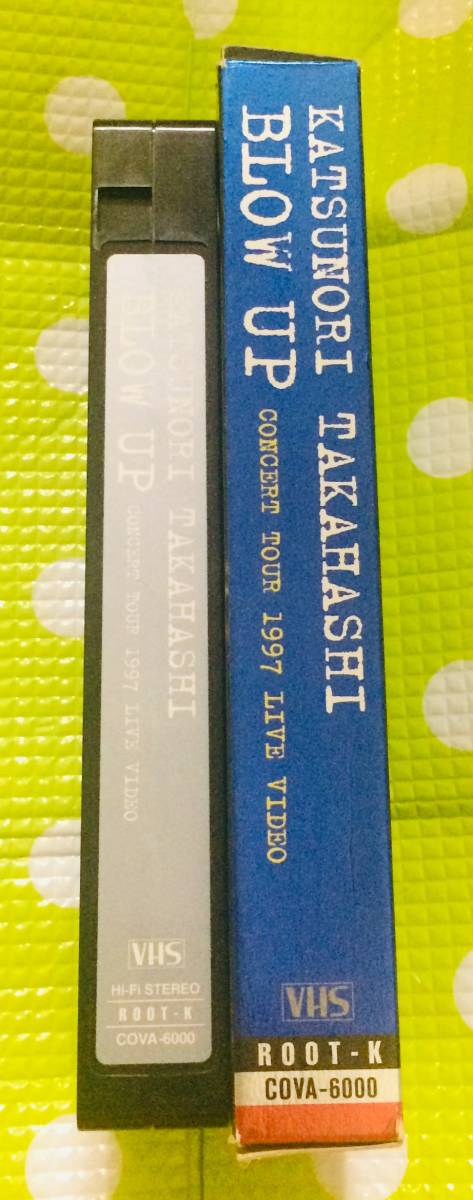 KATSUNORI TAKAHASHI
BLOW UP
CONCERT TOUR 1997 LIVE VIDEO
VHS
HI-FI STEREO
ROOT-K
COVA-6000
KATSUNORI TAKAHASHI
BLOW UP
CONCERT TOUR 1997 LIVE VIDEO
VHS
ROOT-K
COVA-6000